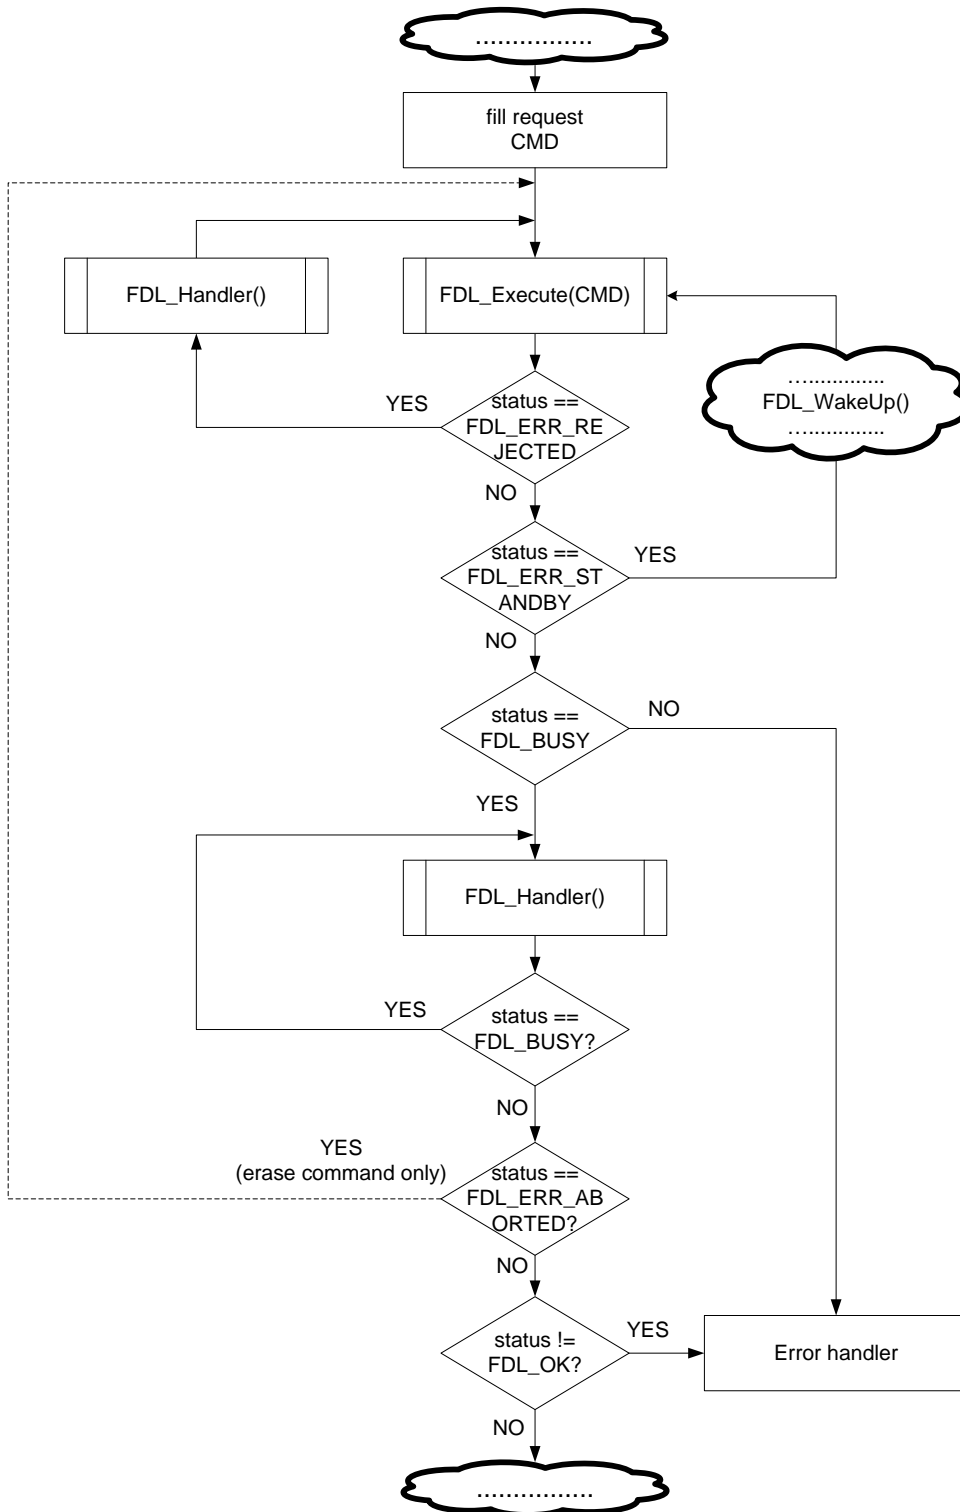 ................
fill request
CMD
FDL_Handler()
FDL_Execute(CMD)
................
FDL_WakeUp()
................
YES
status ==
FDL_ERR_RE
JECTED
NO
status ==
FDL_ERR_ST
ANDBY
YES
NO
status ==
FDL_BUSY
NO
YES
FDL_Handler()
YES
status ==
FDL_BUSY?
NO
YES
(erase command only)
status ==
FDL_ERR_AB
ORTED?
NO
status !=
FDL_OK?
YES
Error handler
NO
................